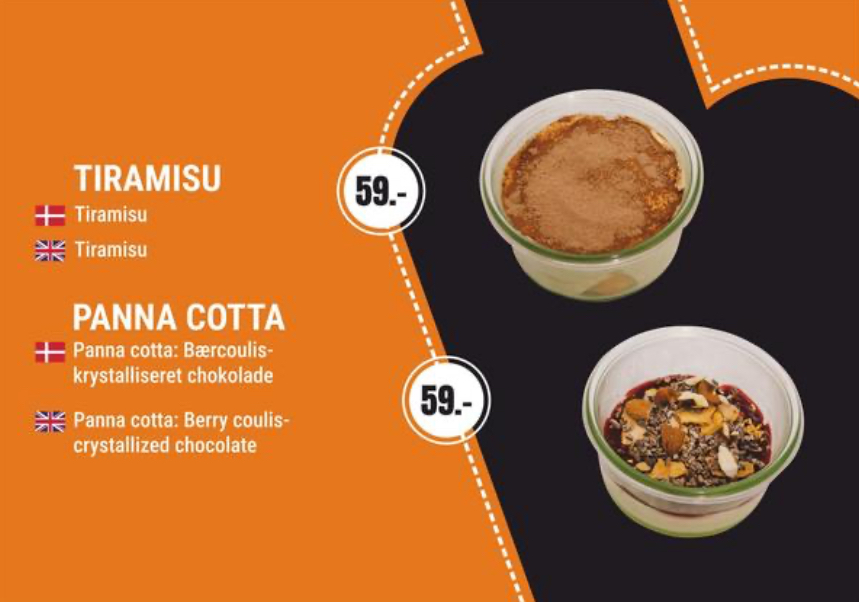 TIRAMISU
Tiramisu
Tiramisu
59.-
PANNA COTTA
Panna cotta: Bærcoulis-
krystalliseret chokolade
Panna cotta: Berry coulis-
crystallized chocolate
59.-